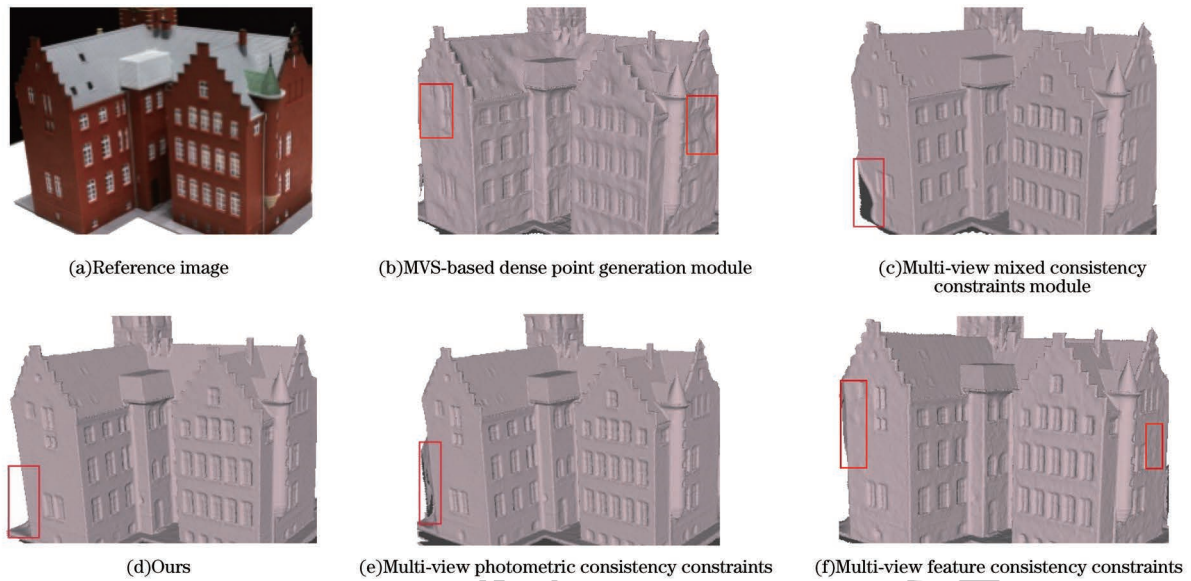 (a)Reference image
(b)MVS-based dense point generation module
(c)Multi-view mixed consistency
constraints module
(d)Ours
(e)Multi-view photometric consistency constraints
(f)Multi-view feature consistency constraints